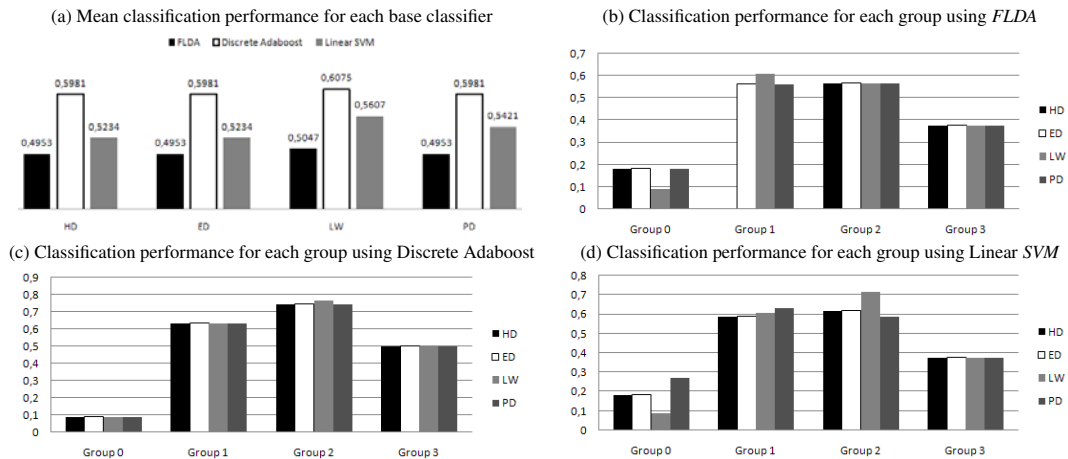 (a) Mean classification performance for each base classifier
FLDA Discrete Adaboost Linear SVM
0,4953 0,5981 0,5234 0,4953 0,5981 0,5234 0,5047 0,6075 0,5607 0,4953 0,5981 0,5421
HD ED LW PD
(b) Classification performance for each group using FLDA
0,7
0,6
0,5
0,4
0,3
0,2
0,1
0
Group 0 Group 1 Group 2 Group 3
HD
ED
LW
PD
(c) Classification performance for each group using Discrete Adaboost
0,9
0,8
0,7
0,6
0,5
0,4
0,3
0,2
0,1
0
Group 0 Group 1 Group 2 Group 3
HD
ED
LW
PD
(d) Classification performance for each group using Linear SVM
0,8
0,7
0,6
0,5
0,4
0,3
0,2
0,1
0
Group 0 Group 1 Group 2 Group 3
HD
ED
LW
PD